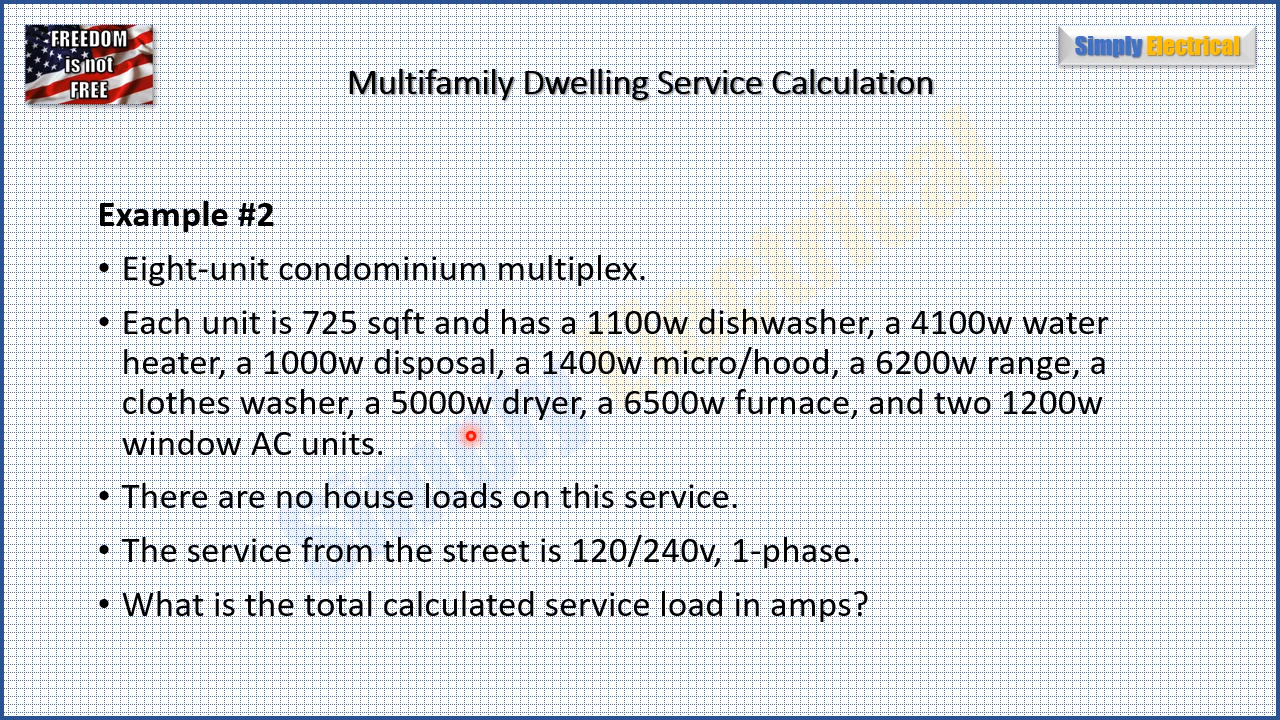 FREEDOM
is not
FREE
Simply Electrical
Multifamily Dwelling Service Calculation
Example #2
• Eight-unit condominium multiplex.
• Each unit is 725 sqft and has a 1100w dishwasher, a 4100w water
heater, a 1000w disposal, a 1400w micro/hood, a 6200w range, a
clothes washer, a 5000w dryer, a 6500w furnace, and two 1200w
window AC units.
• There are no house loads on this service.
• The service from the street is 120/240v, 1-phase.
• What is the total calculated service load in amps?
Simply Electrical